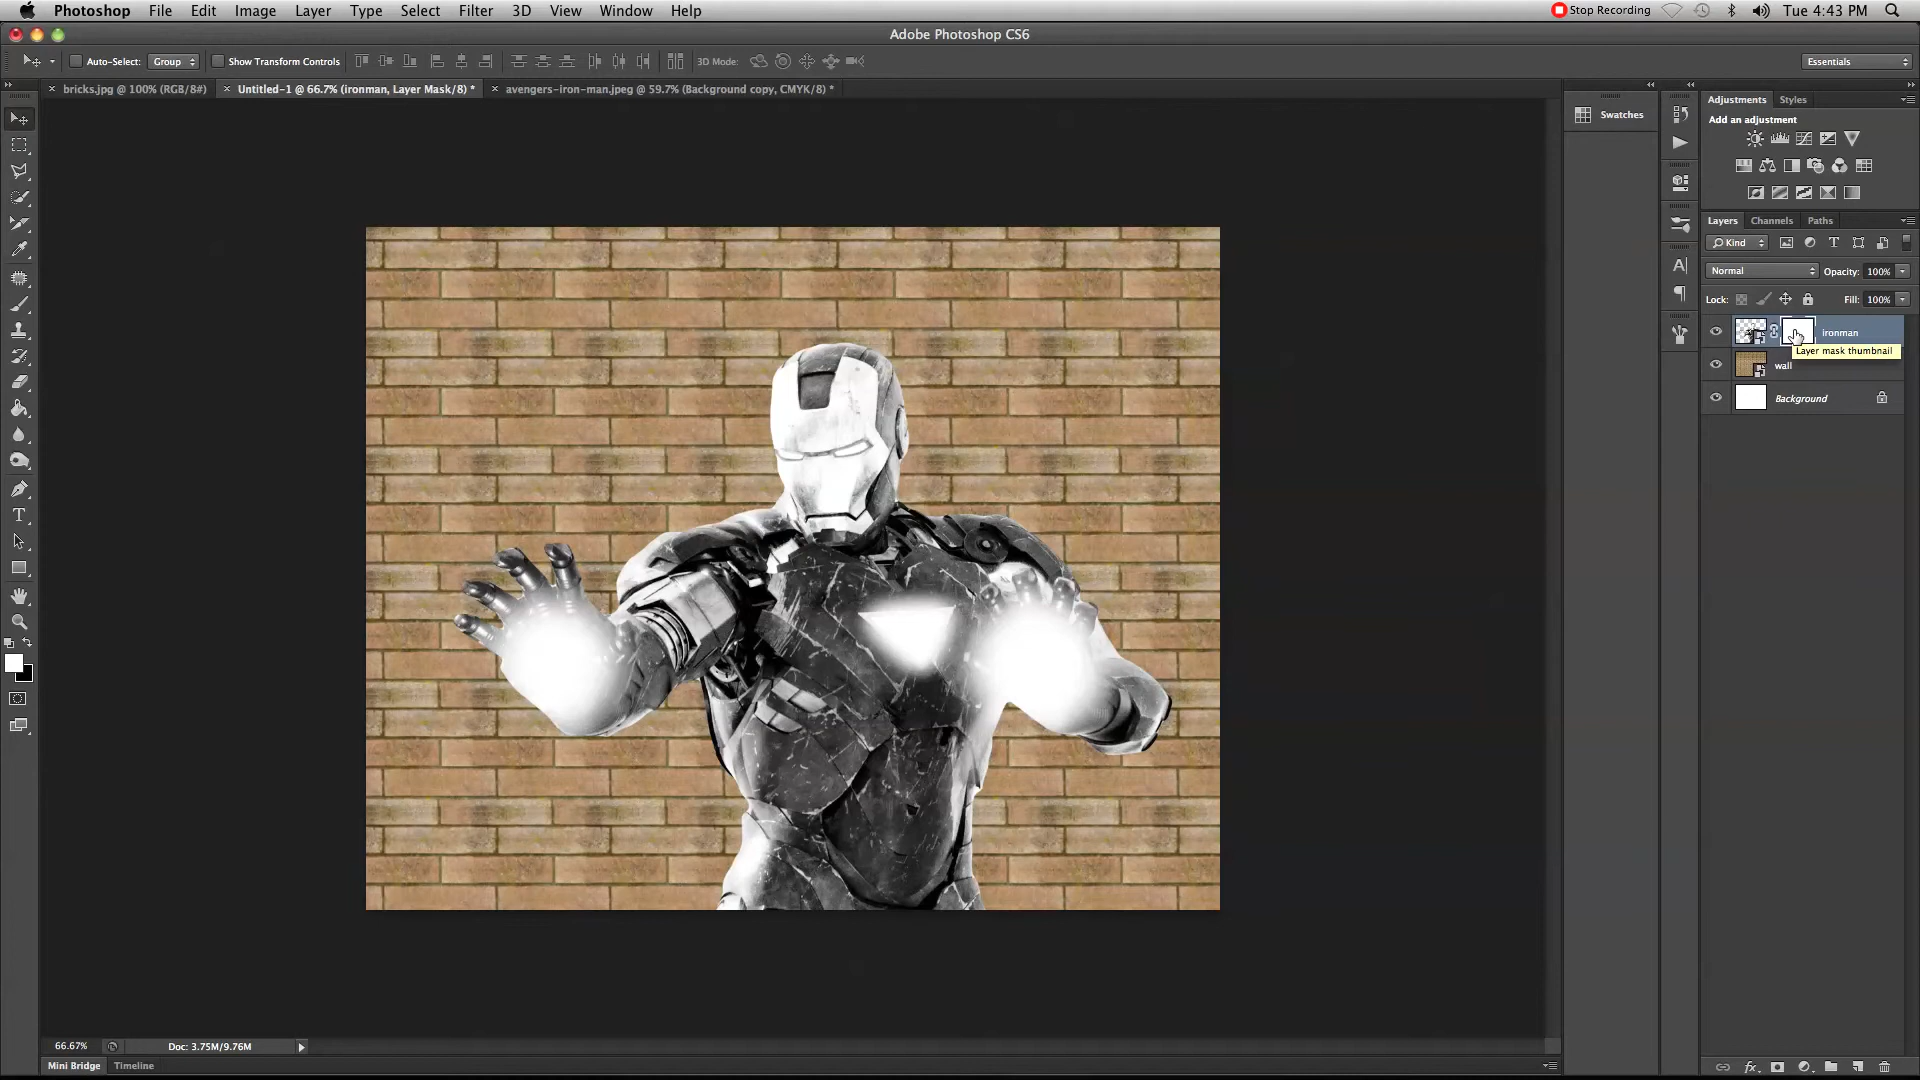 Photoshop File Edit Image Layer Type Select Filter 3D View Window Help Stop Recording Tue 4:43 PM
Adobe Photoshop CS6
Auto-Select: Group Show Transform Controls 3D Mode: Essentials
bricks.jpg @ 100% (RGB/8#) Untitled-1 @ 66.7% (ironman, Layer Mask/8) * avengers-iron-man.jpeg @ 59.7% (Background copy, CMYK/8) *
Swatches
Adjustments Styles
Add an adjustment
Layers Channels Paths
Kind
Normal Opacity: 100%
Lock: Fill: 100%
ironman
Layer mask thumbnail
wall
Background
66.67% Doc: 3.75M/9.76M
Mini Bridge Timeline